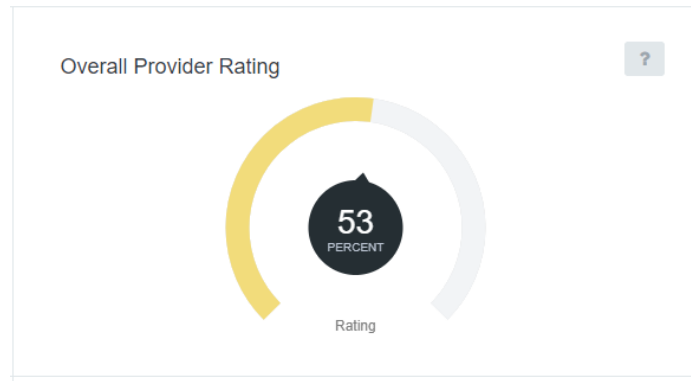 Overall Provider Rating
?
53
PERCENT
Rating